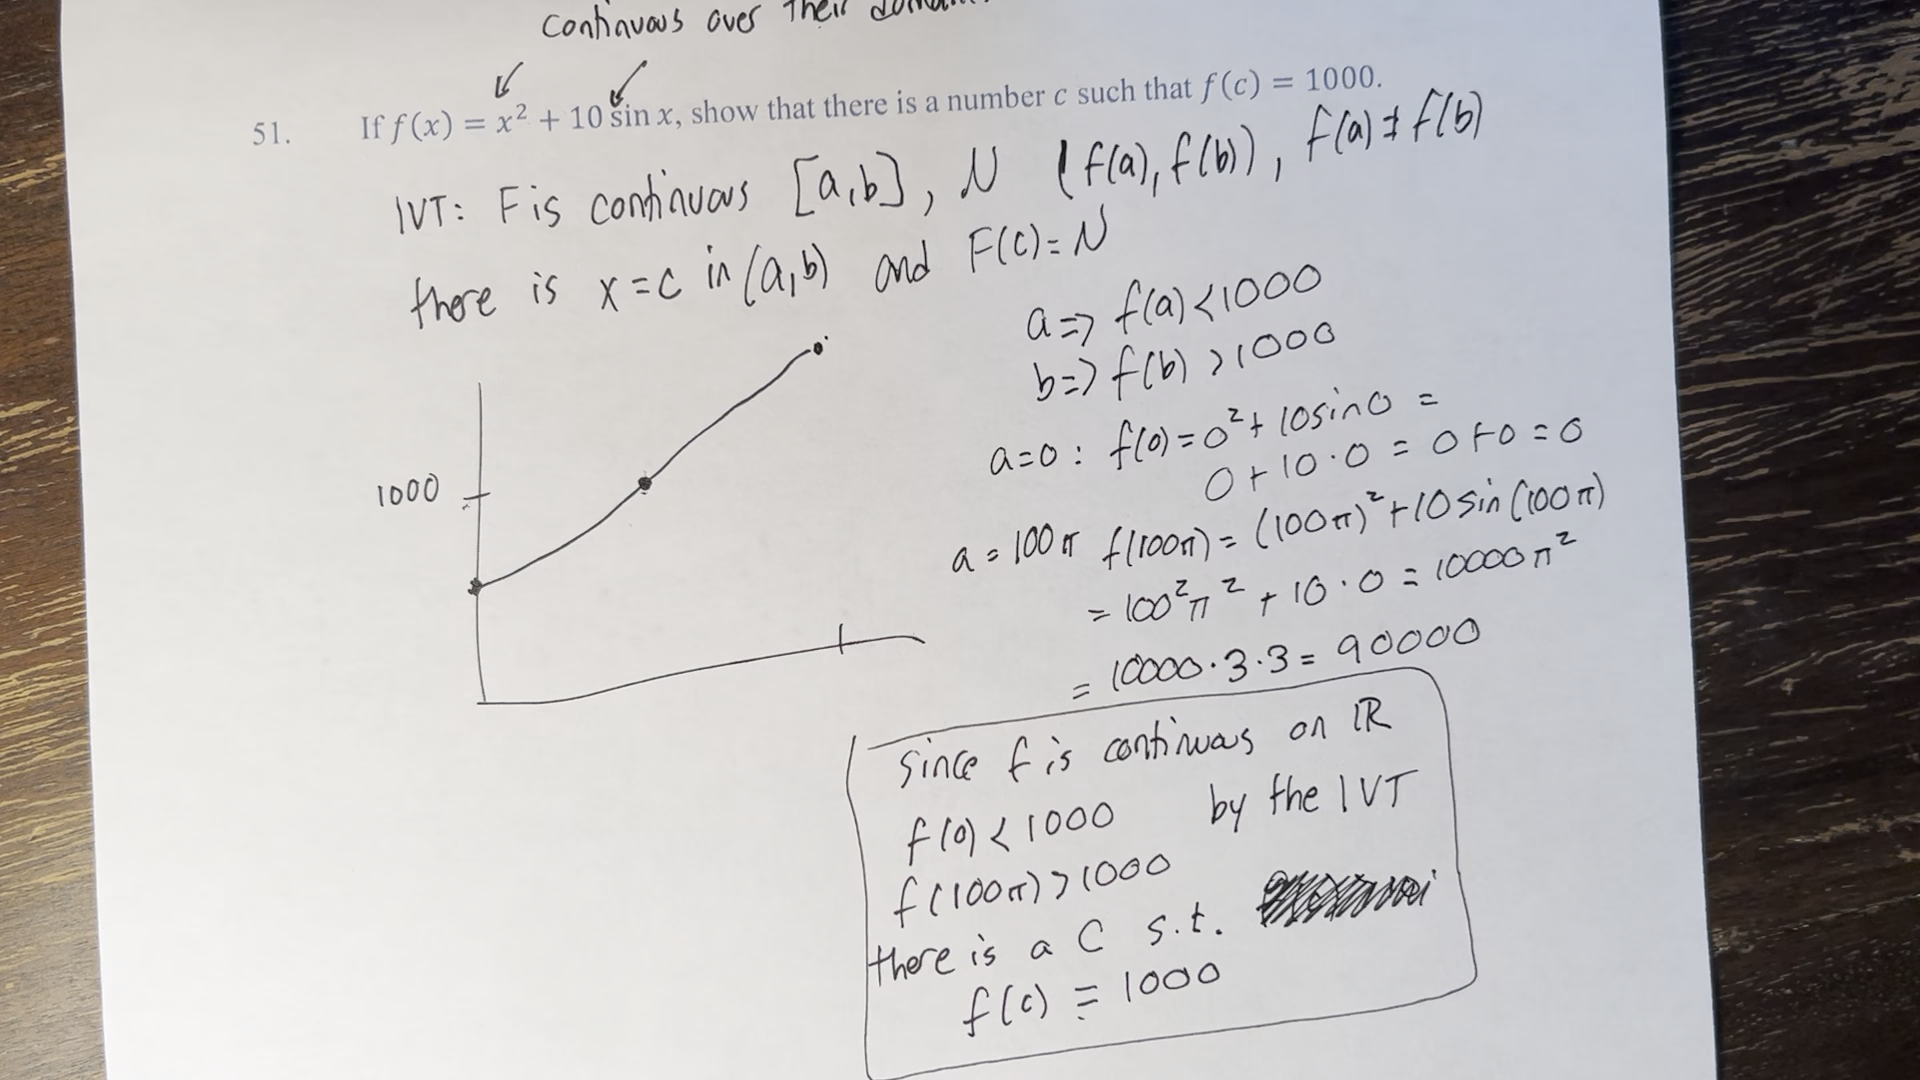 continuous over their domain.
51. If f(x) = x² + 10 sin x, show that there is a number c such that f(c) = 1000.
IVT: F is continuous [a,b], N (f(a), f(b)), f(a) ≠ f(b)
there is x = c in (a,b) and F(c) = N
a => f(a) < 1000
b => f(b) > 1000
a=0 : f(0) = 0² + 10 sin 0 =
0 + 10 · 0 = 0 + 0 = 0
a = 100π f(100π) = (100π)² + 10 sin (100π)
= 100²π² + 10 · 0 = 10000 π²
= 10000 · 3 · 3 = 90000
1000
since f is continuous on IR
f(0) < 1000 by the IVT
f(100π) > 1000
there is a C s.t.
f(c) = 1000